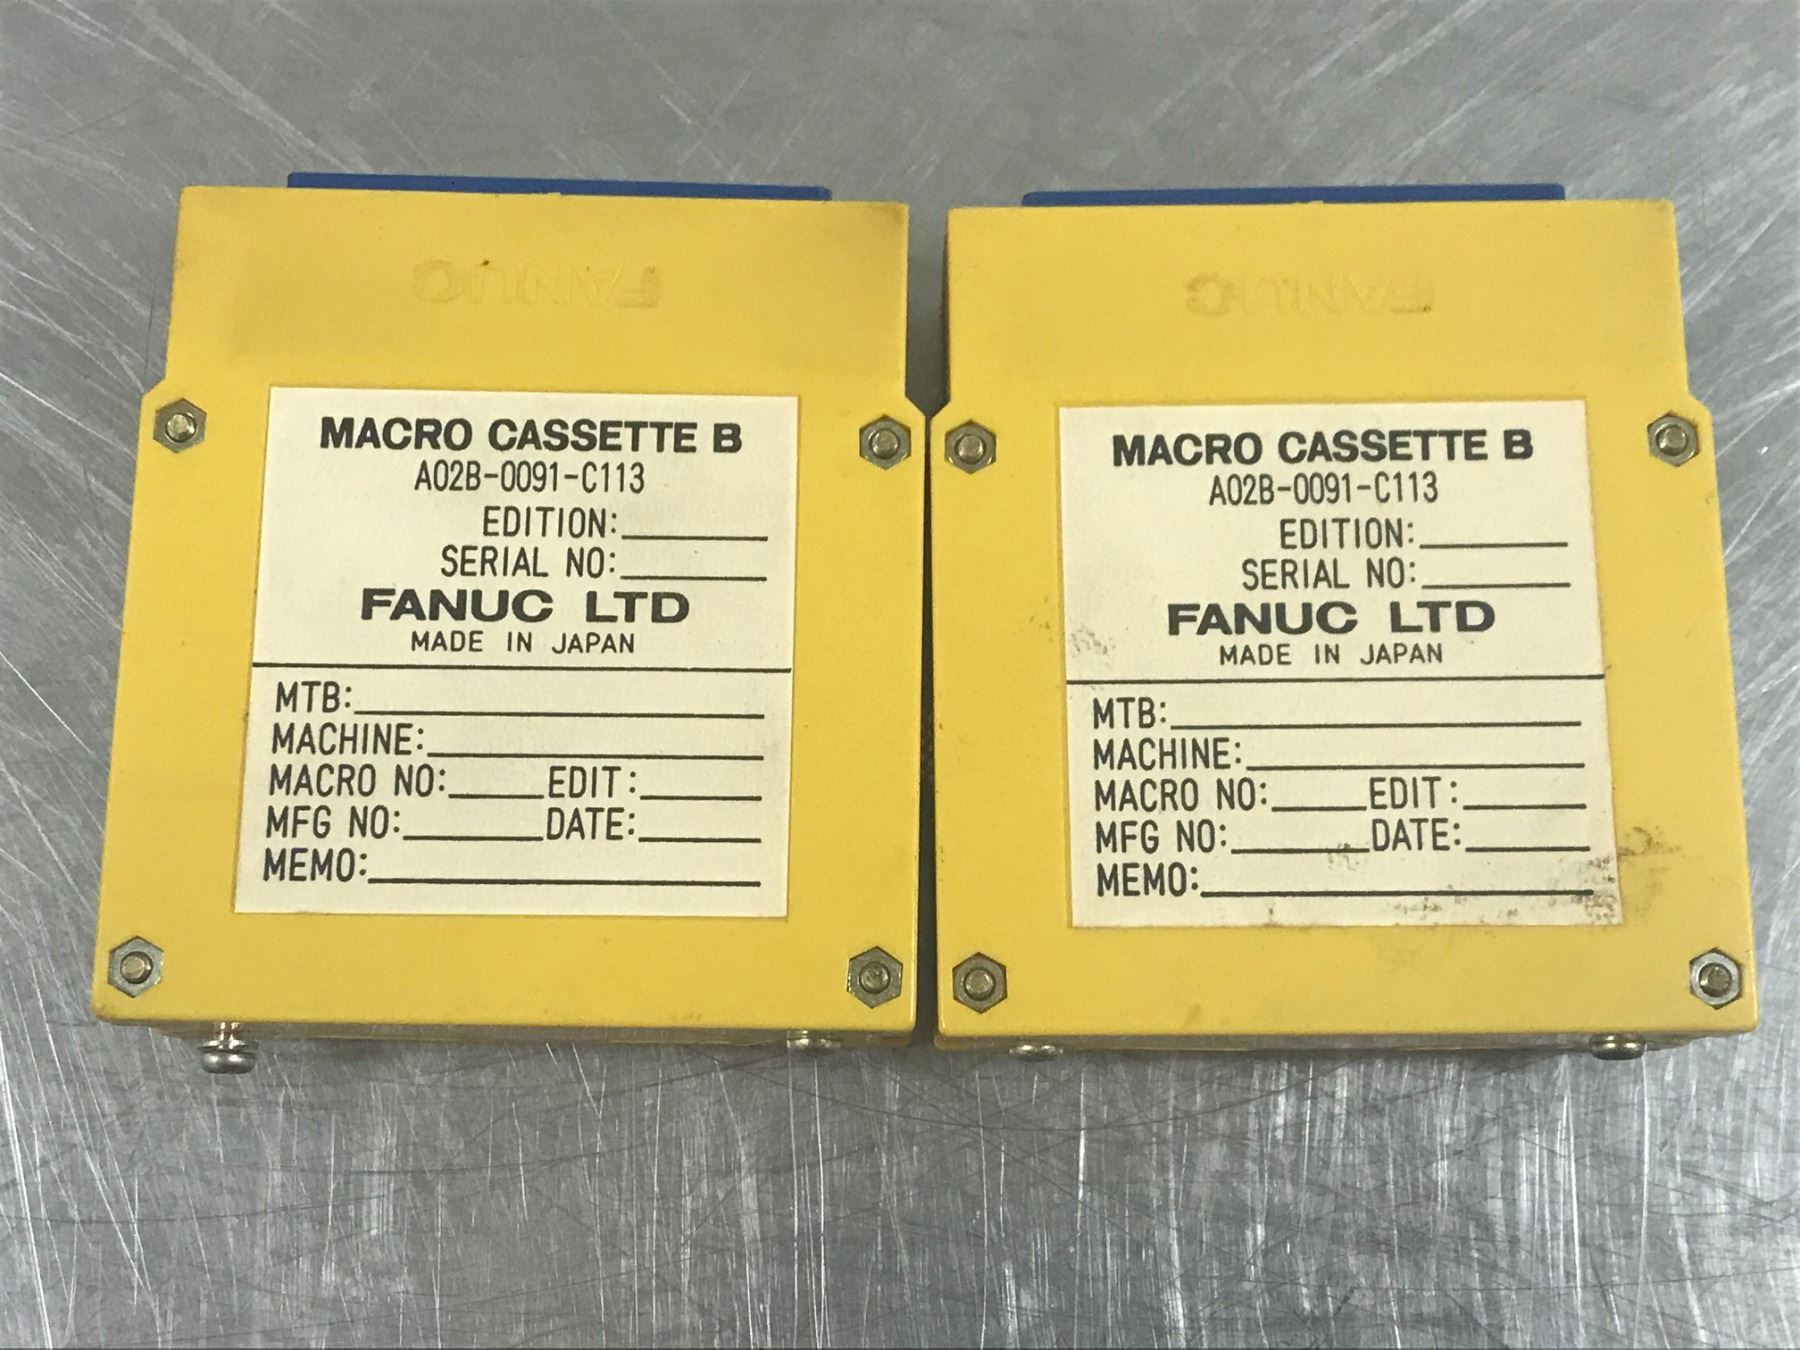 FANUC
MACRO CASSETTE B
A02B-0091-C113
EDITION:
SERIAL NO:
FANUC LTD
MADE IN JAPAN
MTB:
MACHINE:
MACRO NO: EDIT:
MFG NO: DATE:
MEMO:
FANUC
MACRO CASSETTE B
A02B-0091-C113
EDITION:
SERIAL NO:
FANUC LTD
MADE IN JAPAN
MTB:
MACHINE:
MACRO NO: EDIT:
MFG NO: DATE:
MEMO: